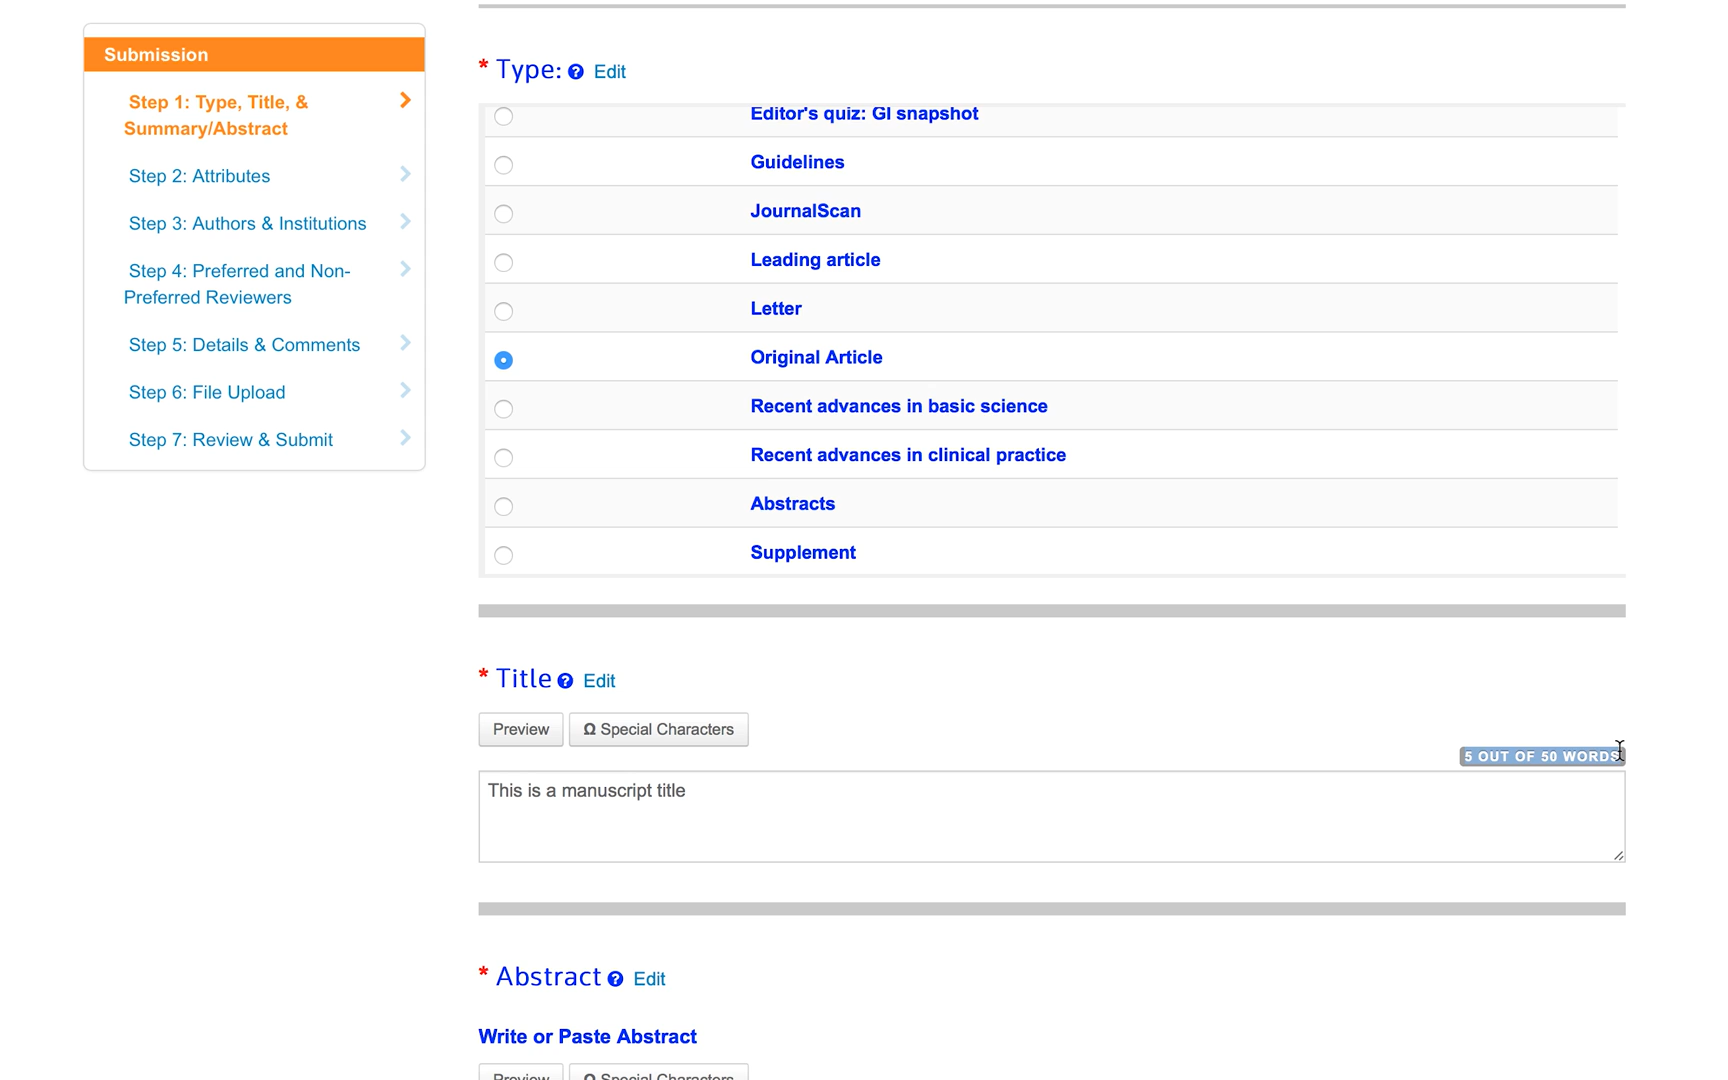 Submission
Step 1: Type, Title, &
Summary/Abstract
Step 2: Attributes
Step 3: Authors & Institutions
Step 4: Preferred and Non-
Preferred Reviewers
Step 5: Details & Comments
Step 6: File Upload
Step 7: Review & Submit
* Type: ? Edit
Editor's quiz: GI snapshot
Guidelines
JournalScan
Leading article
Letter
Original Article
Recent advances in basic science
Recent advances in clinical practice
Abstracts
Supplement
* Title ? Edit
Preview Ω Special Characters
5 OUT OF 50 WORDS
This is a manuscript title
* Abstract ? Edit
Write or Paste Abstract
Preview Ω Special Characters